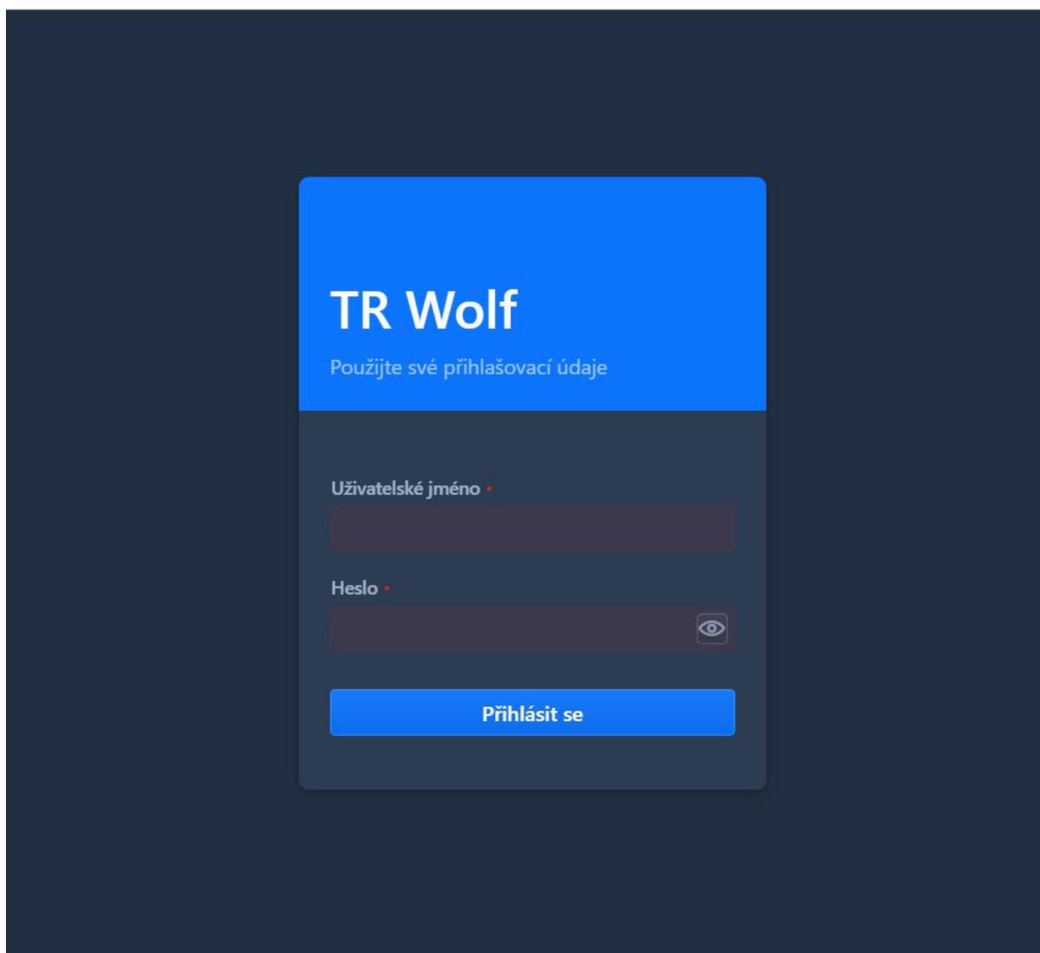 TR Wolf
Použijte své přihlašovací údaje
Uživatelské jméno •
Heslo •
Přihlásit se